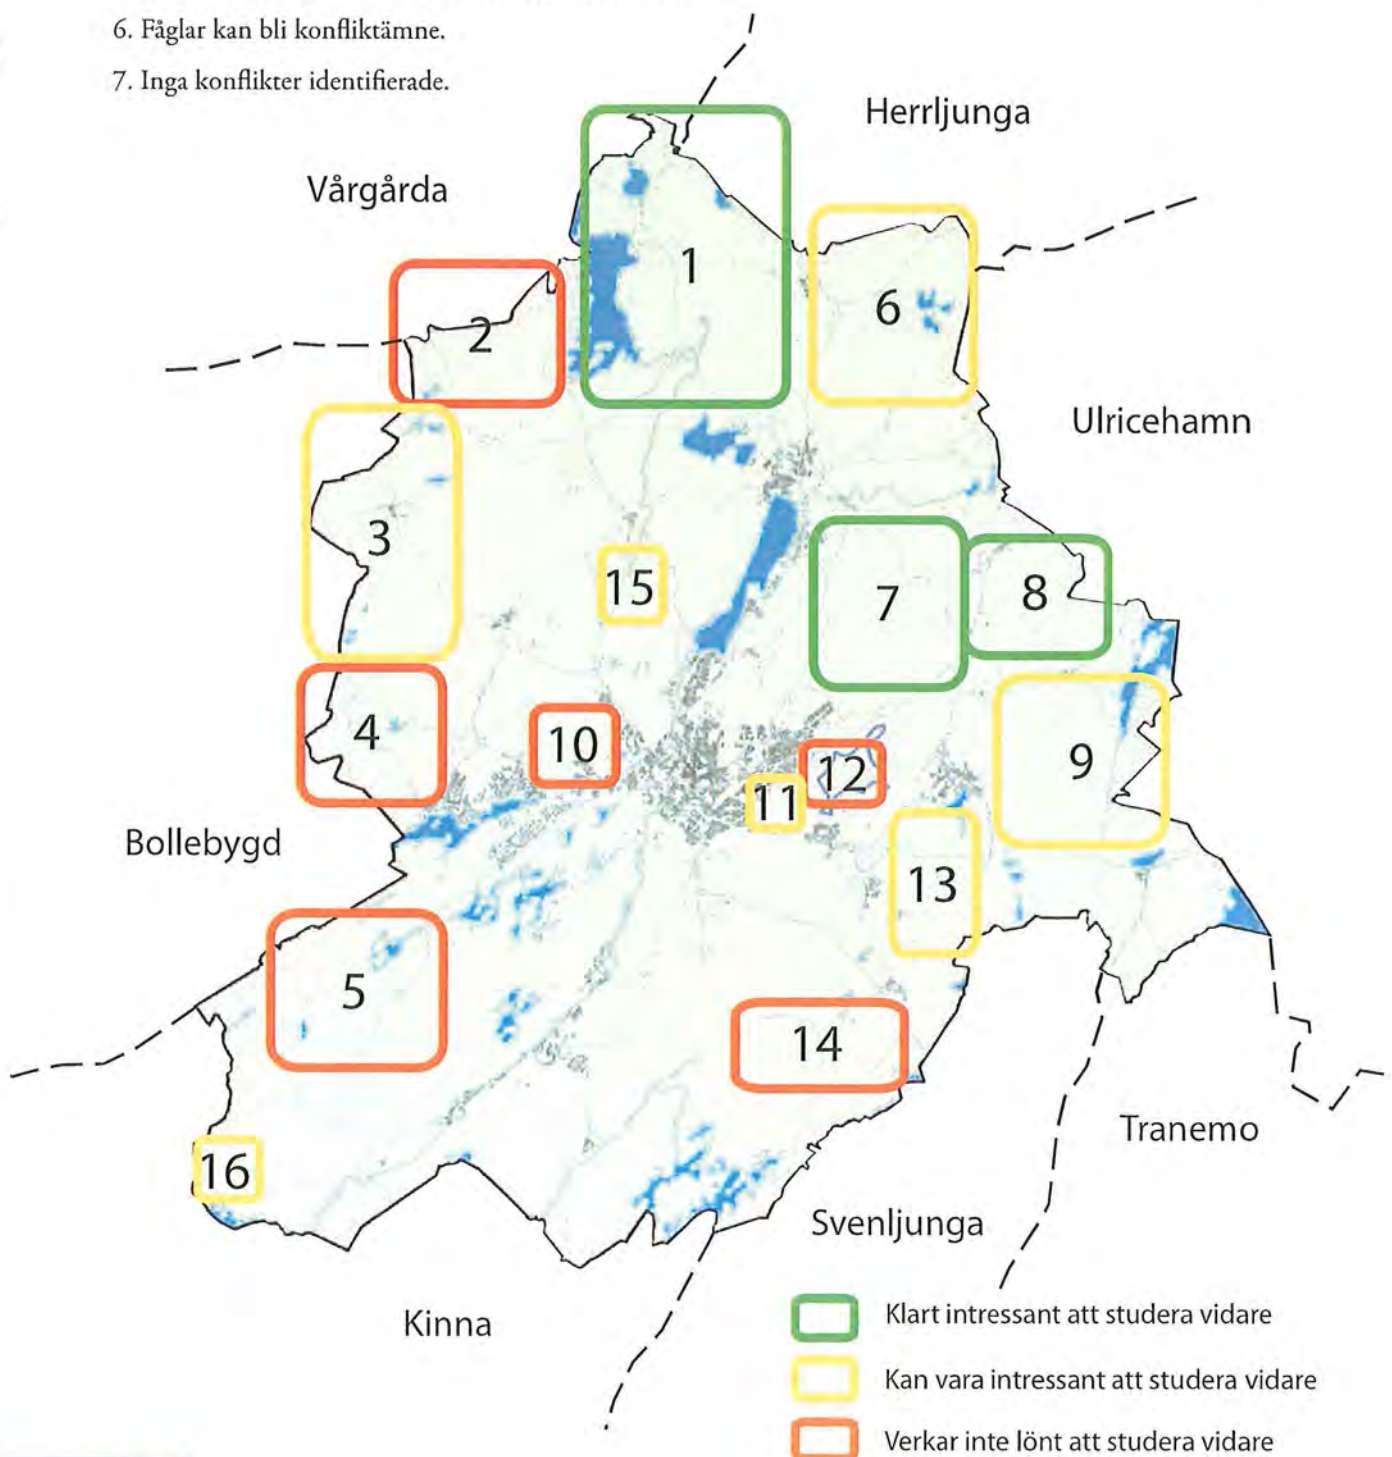 6. Fåglar kan bli konfliktämne.
7. Inga konflikter identifierade.
Herrljunga
Vårgårda
1
6
2
Ulricehamn
3
15
7
8
4
10
12
9
11
Bollebygd
13
5
14
Tranemo
16
Svenljunga
Kinna
Klart intressant att studera vidare
Kan vara intressant att studera vidare
Verkar inte lönt att studera vidare